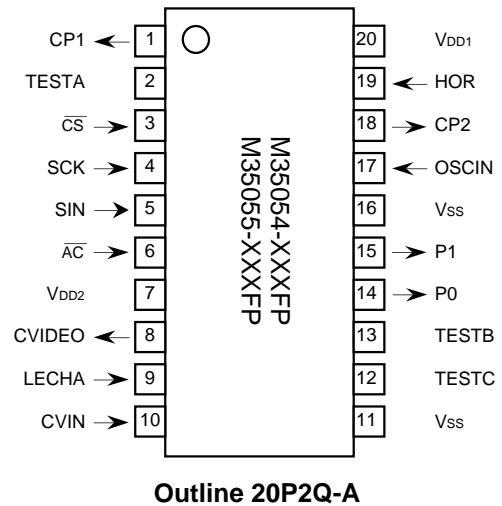 CP1 1 20 VDD1
TESTA 2 19 HOR
CS 3 18 CP2
SCK 4 17 OSCIN
SIN 5 16 VSS
AC 6 15 P1
VDD2 7 14 P0
CVIDEO 8 13 TESTB
LECHA 9 12 TESTC
CVIN 10 11 VSS
M35054-XXXFP
M35055-XXXFP
Outline 20P2Q-A